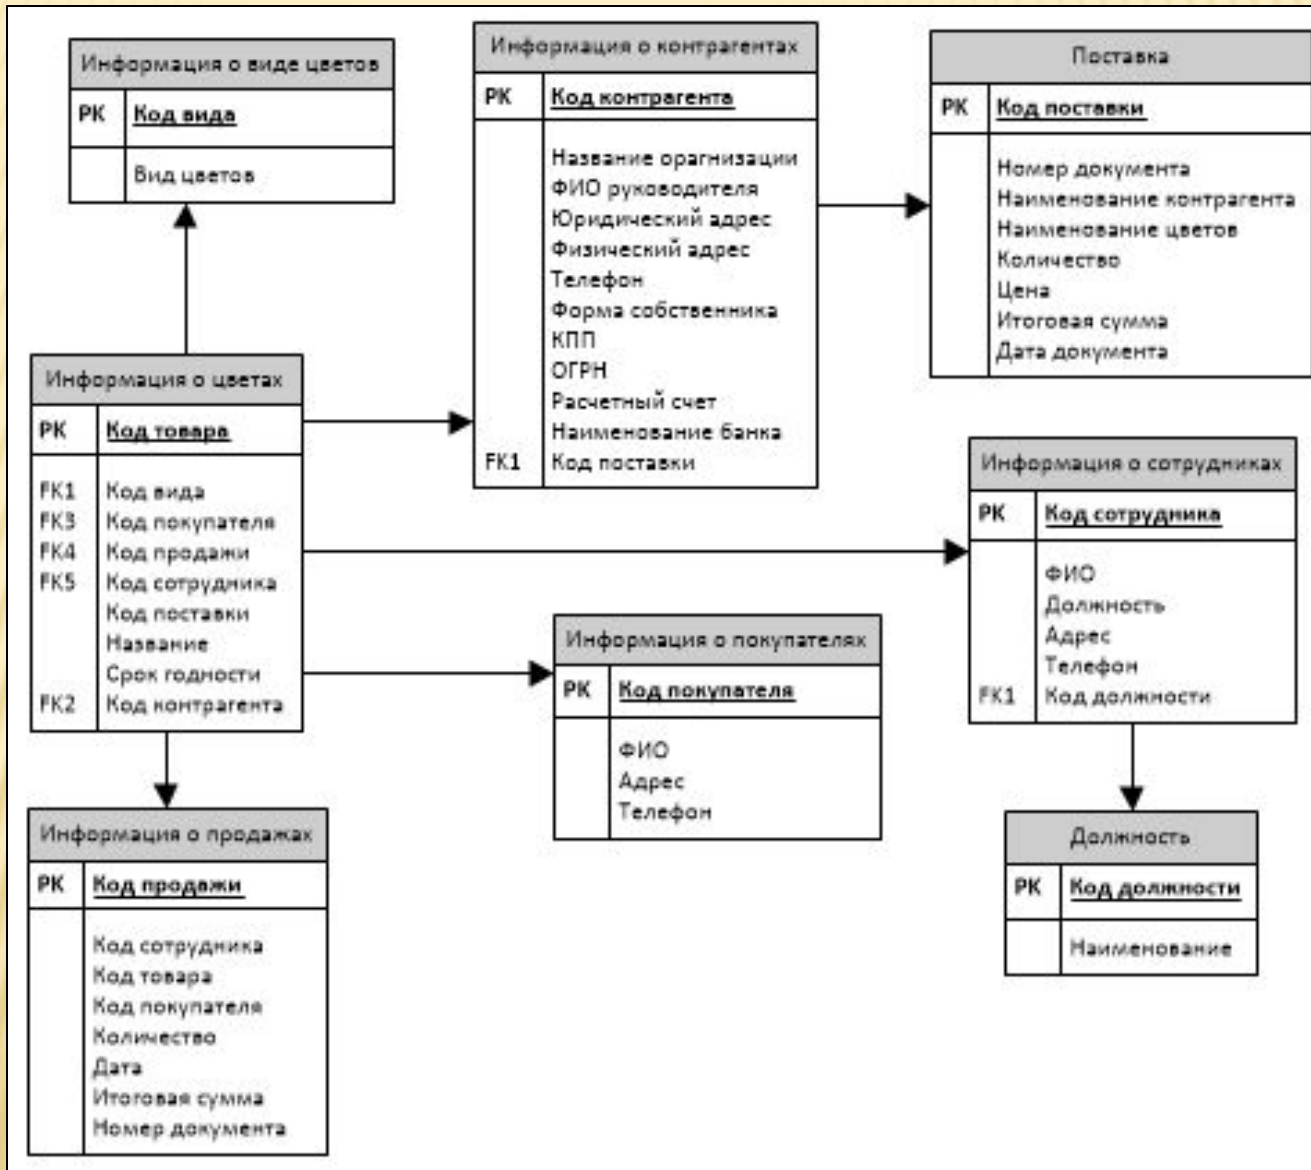 Информация о виде цветов
PK Код вида
Вид цветов
Информация о контрагентах
PK Код контрагента
Название орагнизации
ФИО руководителя
Юридический адрес
Физический адрес
Телефон
Форма собственника
КПП
ОГРН
Расчетный счет
Наименование банка
FK1 Код поставки
Поставка
PK Код поставки
Номер документа
Наименование контрагента
Наименование цветов
Количество
Цена
Итоговая сумма
Дата документа
Информация о цветах
PK Код товара
FK1 Код вида
FK3 Код покупателя
FK4 Код продажи
FK5 Код сотрудника
Код поставки
Название
Срок годности
FK2 Код контрагента
Информация о сотрудниках
PK Код сотрудника
ФИО
Должность
Адрес
Телефон
FK1 Код должности
Информация о покупателях
PK Код покупателя
ФИО
Адрес
Телефон
Информация о продажах
PK Код продажи
Код сотрудника
Код товара
Код покупателя
Количество
Дата
Итоговая сумма
Номер документа
Должность
PK Код должности
Наименование